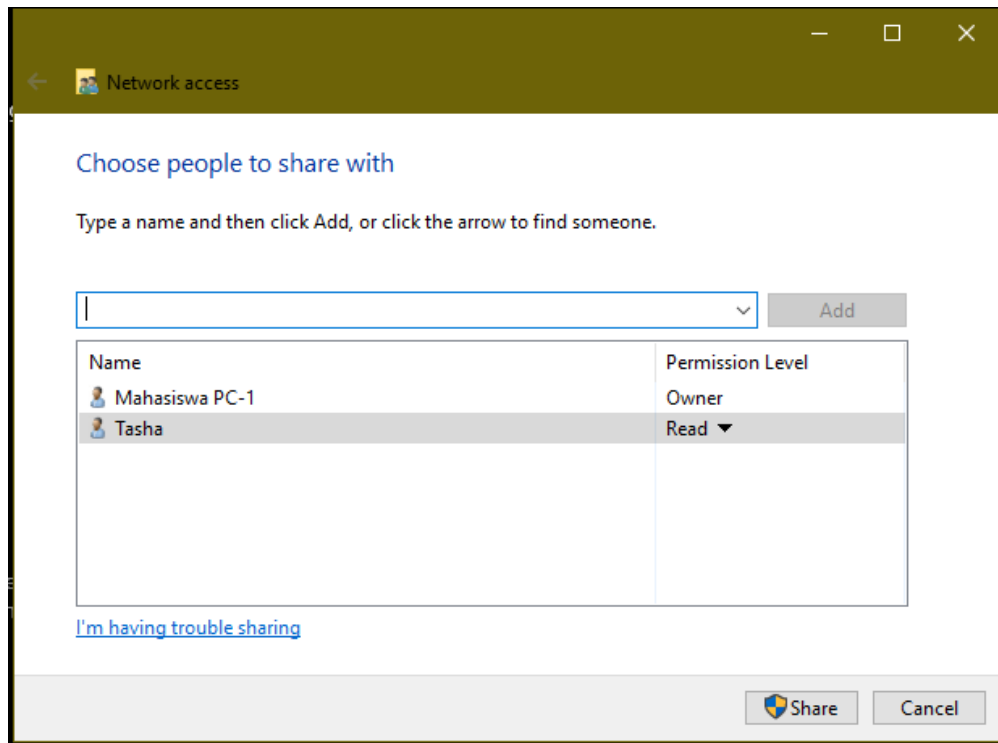 Network access
Choose people to share with
Type a name and then click Add, or click the arrow to find someone.
Add
Name Permission Level
Mahasiswa PC-1 Owner
Tasha Read
I'm having trouble sharing
Share Cancel